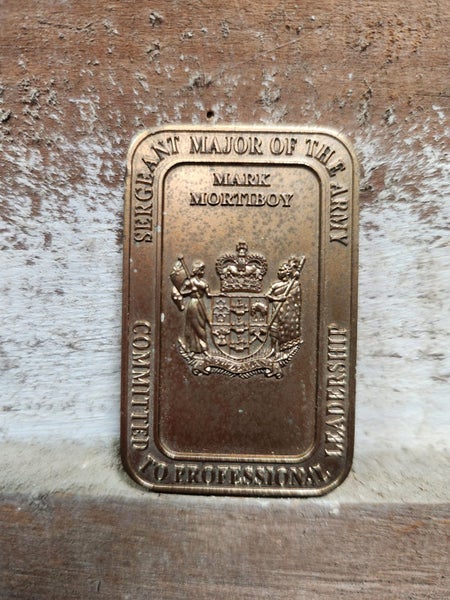 SERGEANT MAJOR OF THE ARMY
MARK
MORTIBOY
COMMITTED TO PROFESSIONAL LEADERSHIP